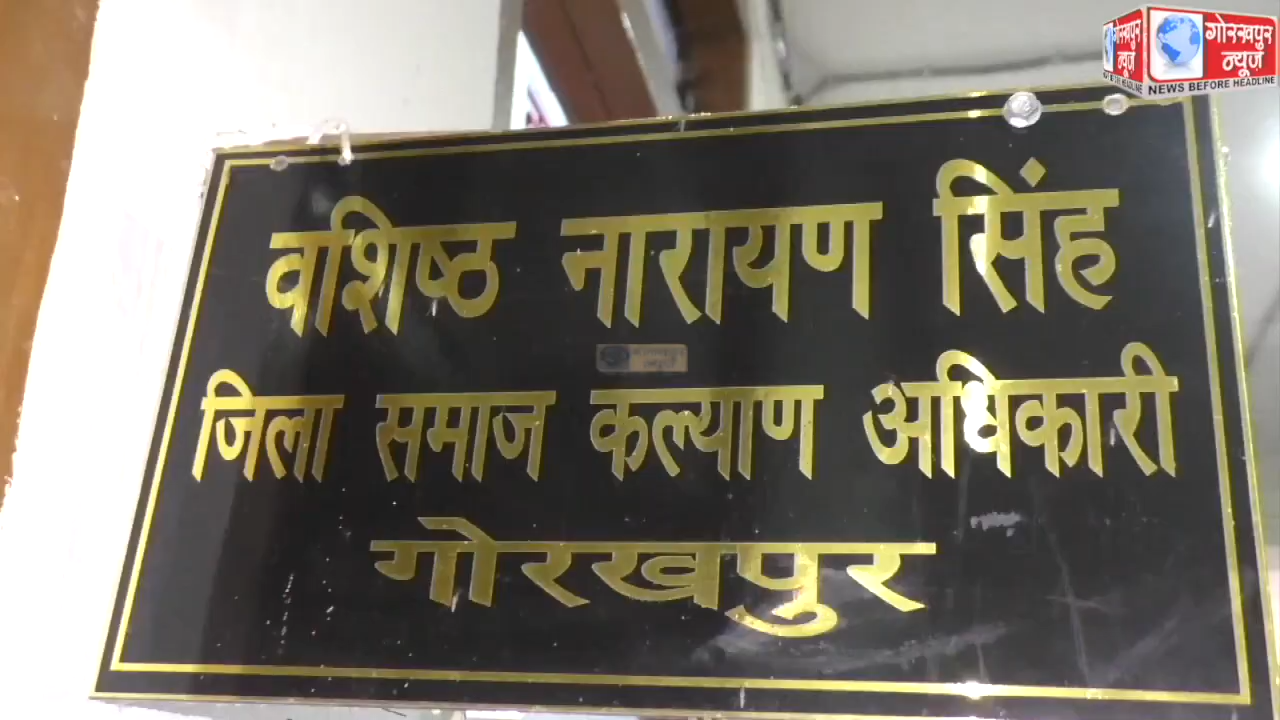 गोरखपुर
न्यूज
NEWS BEFORE HEADLINE
वशिष्ठ नारायण सिंह
जिला समाज कल्याण अधिकारी
गोरखपुर